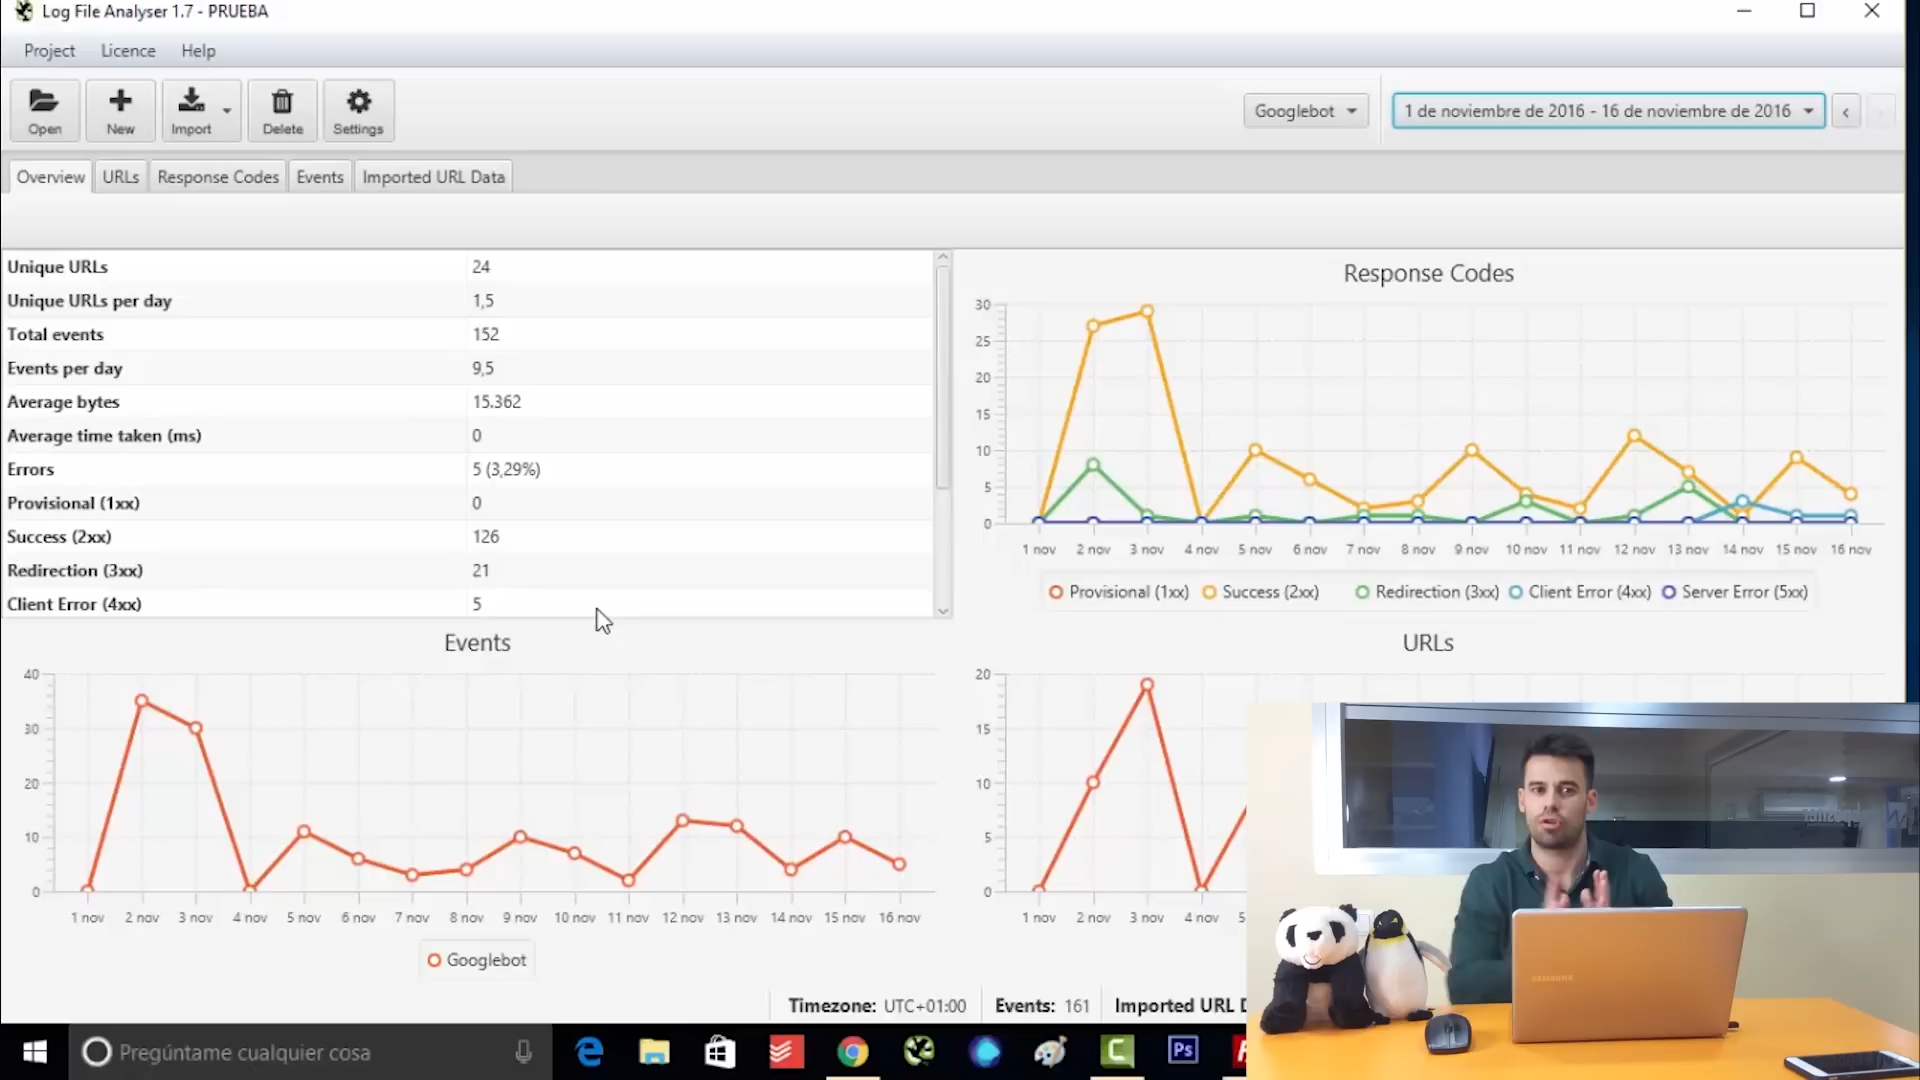 Log File Analyser 1.7 - PRUEBA
Project Licence Help
Open New Import Delete Settings Googlebot 1 de noviembre de 2016 - 16 de noviembre de 2016
Overview URLs Response Codes Events Imported URL Data
Unique URLs 24
Unique URLs per day 1,5
Total events 152
Events per day 9,5
Average bytes 15.362
Average time taken (ms) 0
Errors 5 (3,29%)
Provisional (1xx) 0
Success (2xx) 126
Redirection (3xx) 21
Client Error (4xx) 5
Response Codes
30
25
20
15
10
5
0
1 nov 2 nov 3 nov 4 nov 5 nov 6 nov 7 nov 8 nov 9 nov 10 nov 11 nov 12 nov 13 nov 14 nov 15 nov 16 nov
Provisional (1xx) Success (2xx) Redirection (3xx) Client Error (4xx) Server Error (5xx)
Events
40
30
20
10
0
1 nov 2 nov 3 nov 4 nov 5 nov 6 nov 7 nov 8 nov 9 nov 10 nov 11 nov 12 nov 13 nov 14 nov 15 nov 16 nov
Googlebot
URLs
20
15
10
5
0
1 nov 2 nov 3 nov 4 nov 5
Timezone: UTC+01:00 Events: 161 Imported URL D
SAMSUNG
Pregúntame cualquier cosa
Ps